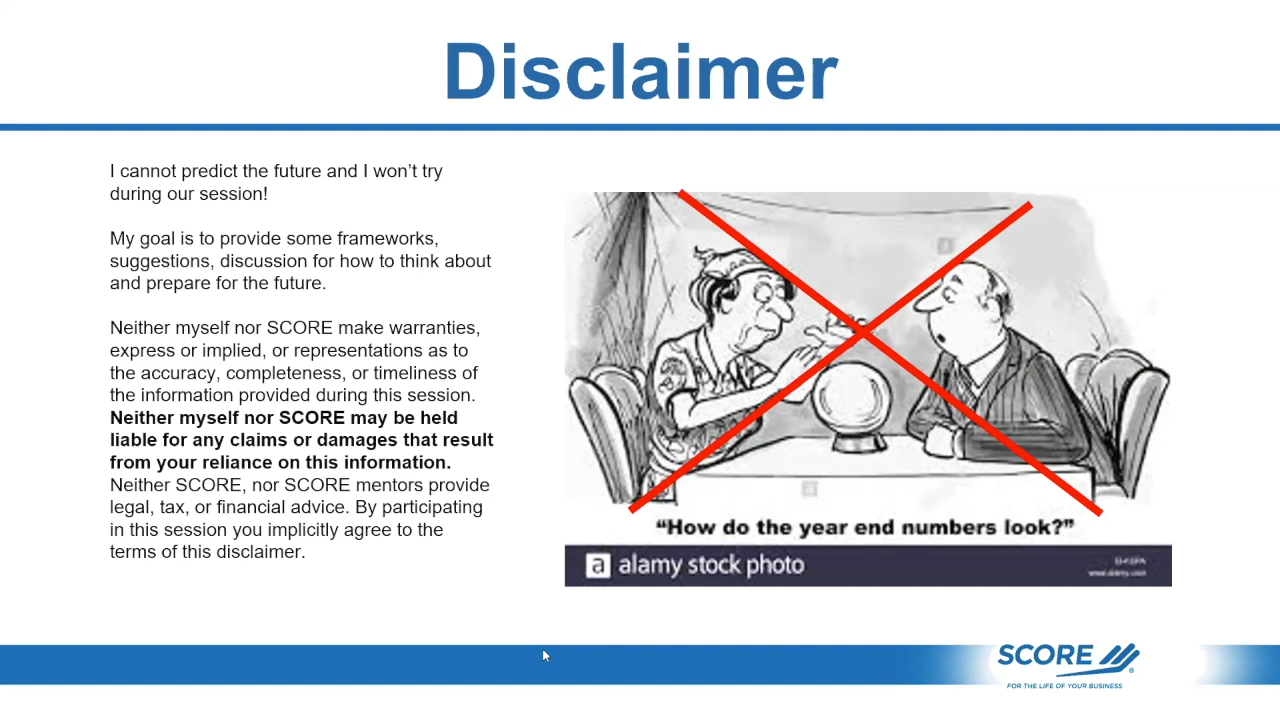 Disclaimer
I cannot predict the future and I won't try
during our session!
My goal is to provide some frameworks,
suggestions, discussion for how to think about
and prepare for the future.
Neither myself nor SCORE make warranties,
express or implied, or representations as to
the accuracy, completeness, or timeliness of
the information provided during this session.
Neither myself nor SCORE may be held
liable for any claims or damages that result
from your reliance on this information.
Neither SCORE, nor SCORE mentors provide
legal, tax, or financial advice. By participating
in this session you implicitly agree to the
terms of this disclaimer.
a
a
“How do the year end numbers look?”
a alamy stock photo
www.alamy.com
SCORE
FOR THE LIFE OF YOUR BUSINESS